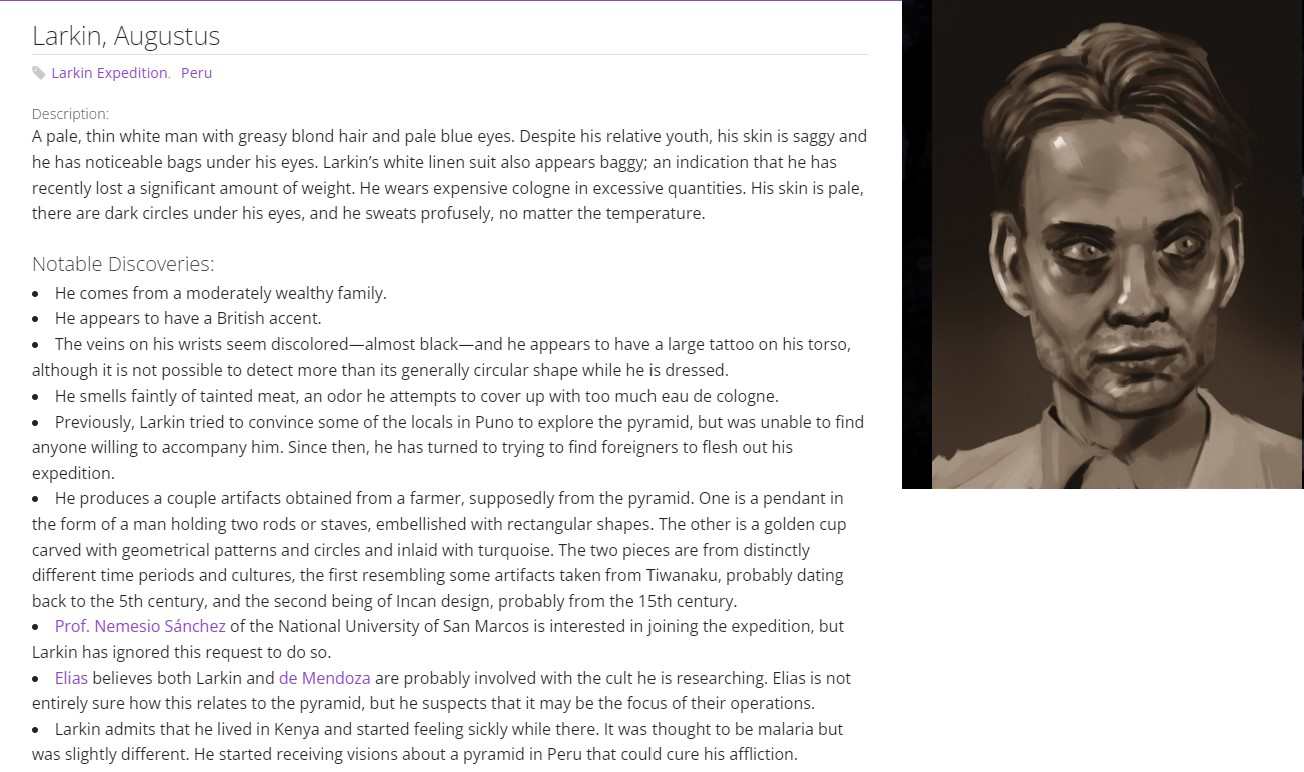 Larkin, Augustus
Larkin Expedition, Peru
Description:
A pale, thin white man with greasy blond hair and pale blue eyes. Despite his relative youth, his skin is saggy and
he has noticeable bags under his eyes. Larkin’s white linen suit also appears baggy; an indication that he has
recently lost a significant amount of weight. He wears expensive cologne in excessive quantities. His skin is pale,
there are dark circles under his eyes, and he sweats profusely, no matter the temperature.
Notable Discoveries:
• He comes from a moderately wealthy family.
• He appears to have a British accent.
• The veins on his wrists seem discolored—almost black—and he appears to have a large tattoo on his torso,
although it is not possible to detect more than its generally circular shape while he is dressed.
• He smells faintly of tainted meat, an odor he attempts to cover up with too much eau de cologne.
• Previously, Larkin tried to convince some of the locals in Puno to explore the pyramid, but was unable to find
anyone willing to accompany him. Since then, he has turned to trying to find foreigners to flesh out his
expedition.
• He produces a couple artifacts obtained from a farmer, supposedly from the pyramid. One is a pendant in
the form of a man holding two rods or staves, embellished with rectangular shapes. The other is a golden cup
carved with geometrical patterns and circles and inlaid with turquoise. The two pieces are from distinctly
different time periods and cultures, the first resembling some artifacts taken from Tiwanaku, probably dating
back to the 5th century, and the second being of Incan design, probably from the 15th century.
• Prof. Nemesio Sánchez of the National University of San Marcos is interested in joining the expedition, but
Larkin has ignored this request to do so.
• Elias believes both Larkin and de Mendoza are probably involved with the cult he is researching. Elias is not
entirely sure how this relates to the pyramid, but he suspects that it may be the focus of their operations.
• Larkin admits that he lived in Kenya and started feeling sickly while there. It was thought to be malaria but
was slightly different. He started receiving visions about a pyramid in Peru that could cure his affliction.